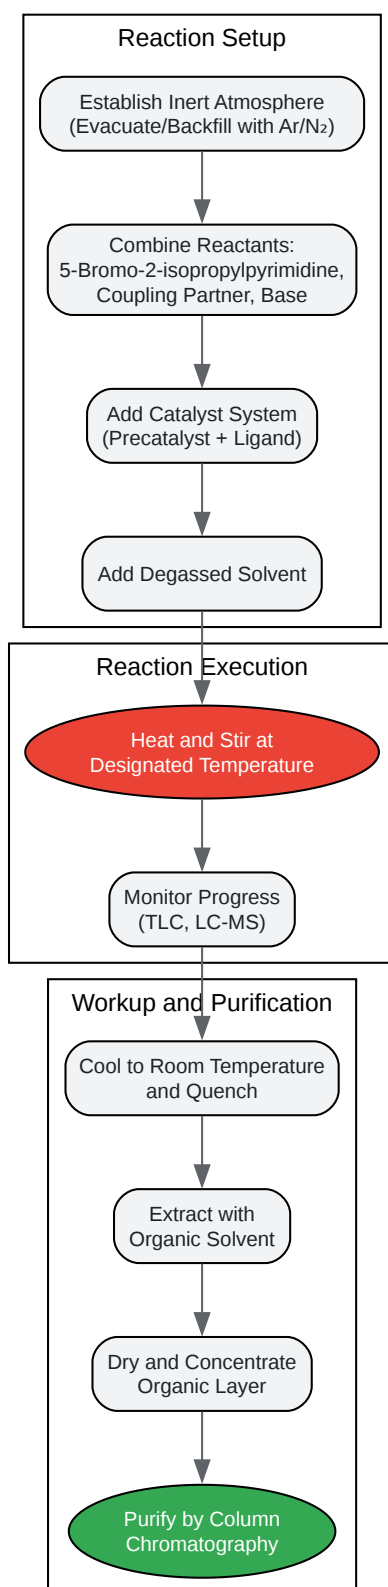 Reaction Setup
Establish Inert Atmosphere
(Evacuate/Backfill with Ar/N₂)
Combine Reactants:
5-Bromo-2-isopropylpyrimidine,
Coupling Partner, Base
Add Catalyst System
(Precatalyst + Ligand)
Add Degassed Solvent
Reaction Execution
Heat and Stir at
Designated Temperature
Monitor Progress
(TLC, LC-MS)
Workup and Purification
Cool to Room Temperature
and Quench
Extract with
Organic Solvent
Dry and Concentrate
Organic Layer
Purify by Column
Chromatography